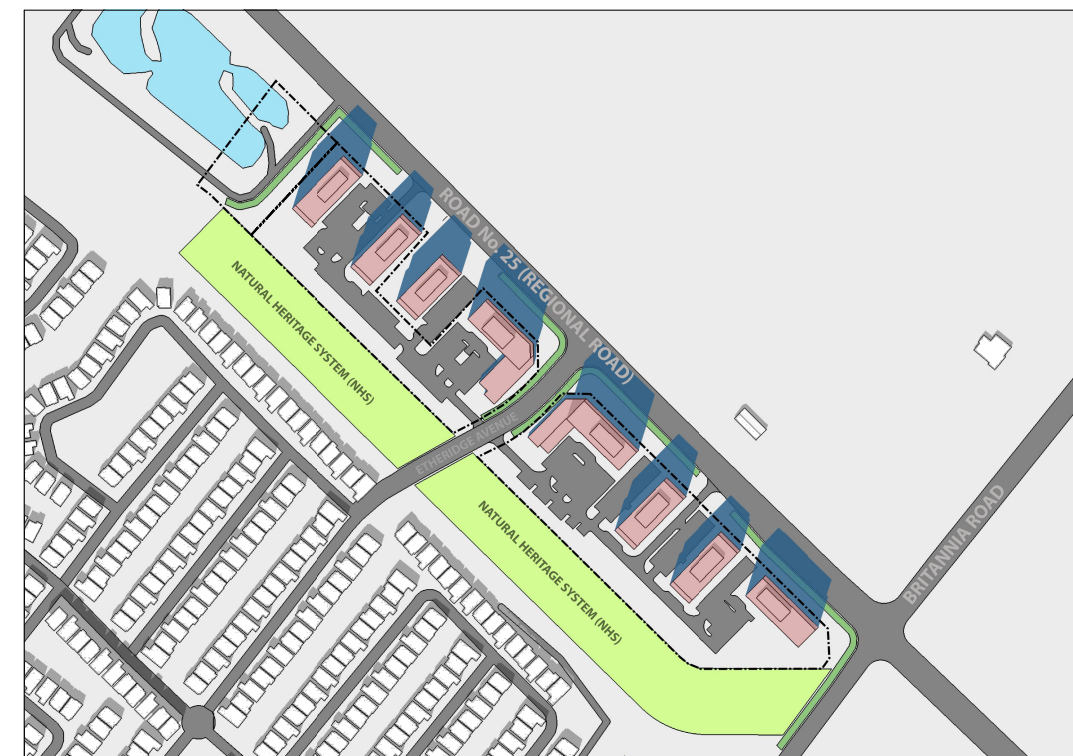 ROAD No. 25 (REGIONAL ROAD)
NATURAL HERITAGE SYSTEM (NHS)
ETHERIDGE AVENUE
NATURAL HERITAGE SYSTEM (NHS)
BRITANNIA ROAD